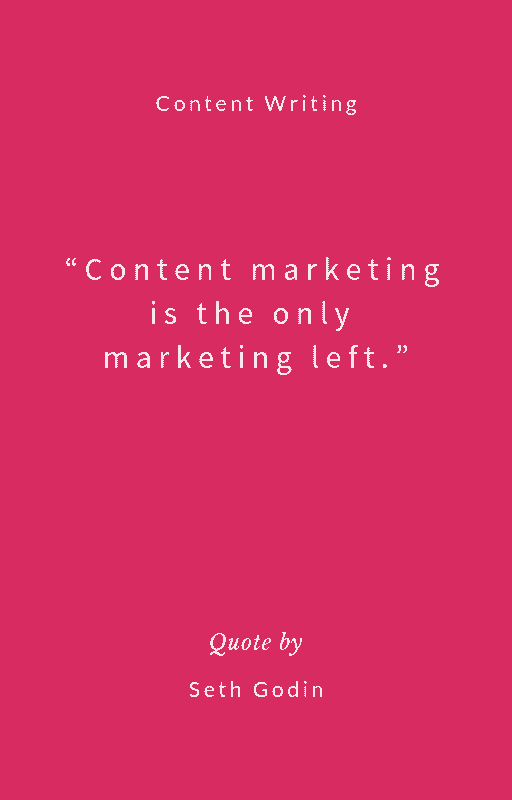 Content Writing
“Content marketing
is the only
marketing left.”
Quote by
Seth Godin